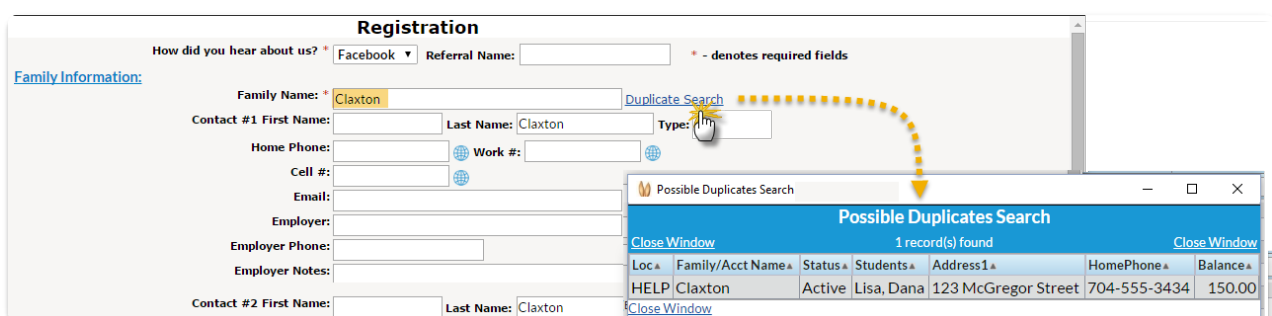 Registration
How did you hear about us? * Facebook ▼ Referral Name: * - denotes required fields
Family Information:
Family Name: * Claxton Duplicate Search
Contact #1 First Name: Last Name: Claxton Type:
Home Phone: Work #:
Cell #:
Email:
Employer:
Employer Phone:
Employer Notes:
Contact #2 First Name: Last Name: Claxton
Possible Duplicates Search
Possible Duplicates Search
Close Window 1 record(s) found Close Window
Loc▲ Family/Acct Name▲ Status▲ Students▲ Address1▲ HomePhone▲ Balance▲
HELP Claxton Active Lisa, Dana 123 McGregor Street 704-555-3434 150.00
Close Window